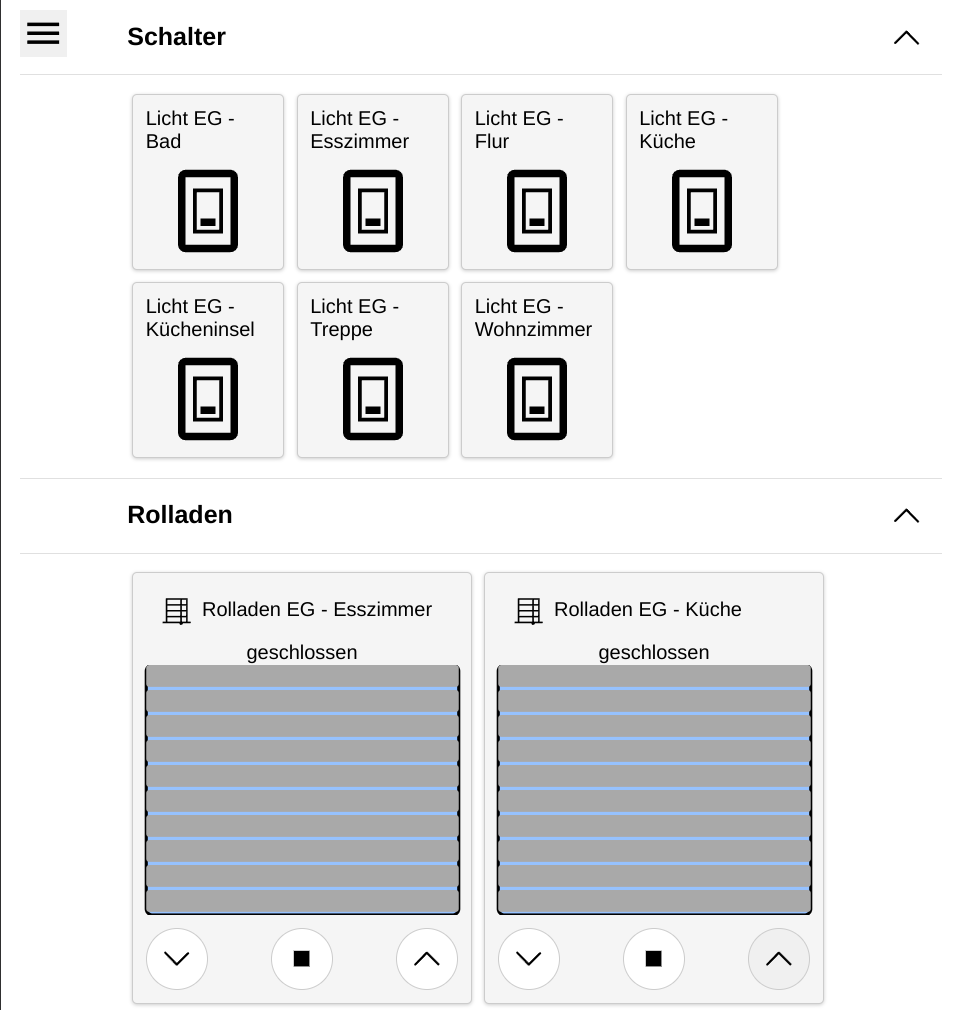 Schalter
Licht EG -
Bad
Licht EG -
Esszimmer
Licht EG -
Flur
Licht EG -
Küche
Licht EG -
Kücheninsel
Licht EG -
Treppe
Licht EG -
Wohnzimmer
Rolladen
Rolladen EG - Esszimmer
geschlossen
Rolladen EG - Küche
geschlossen